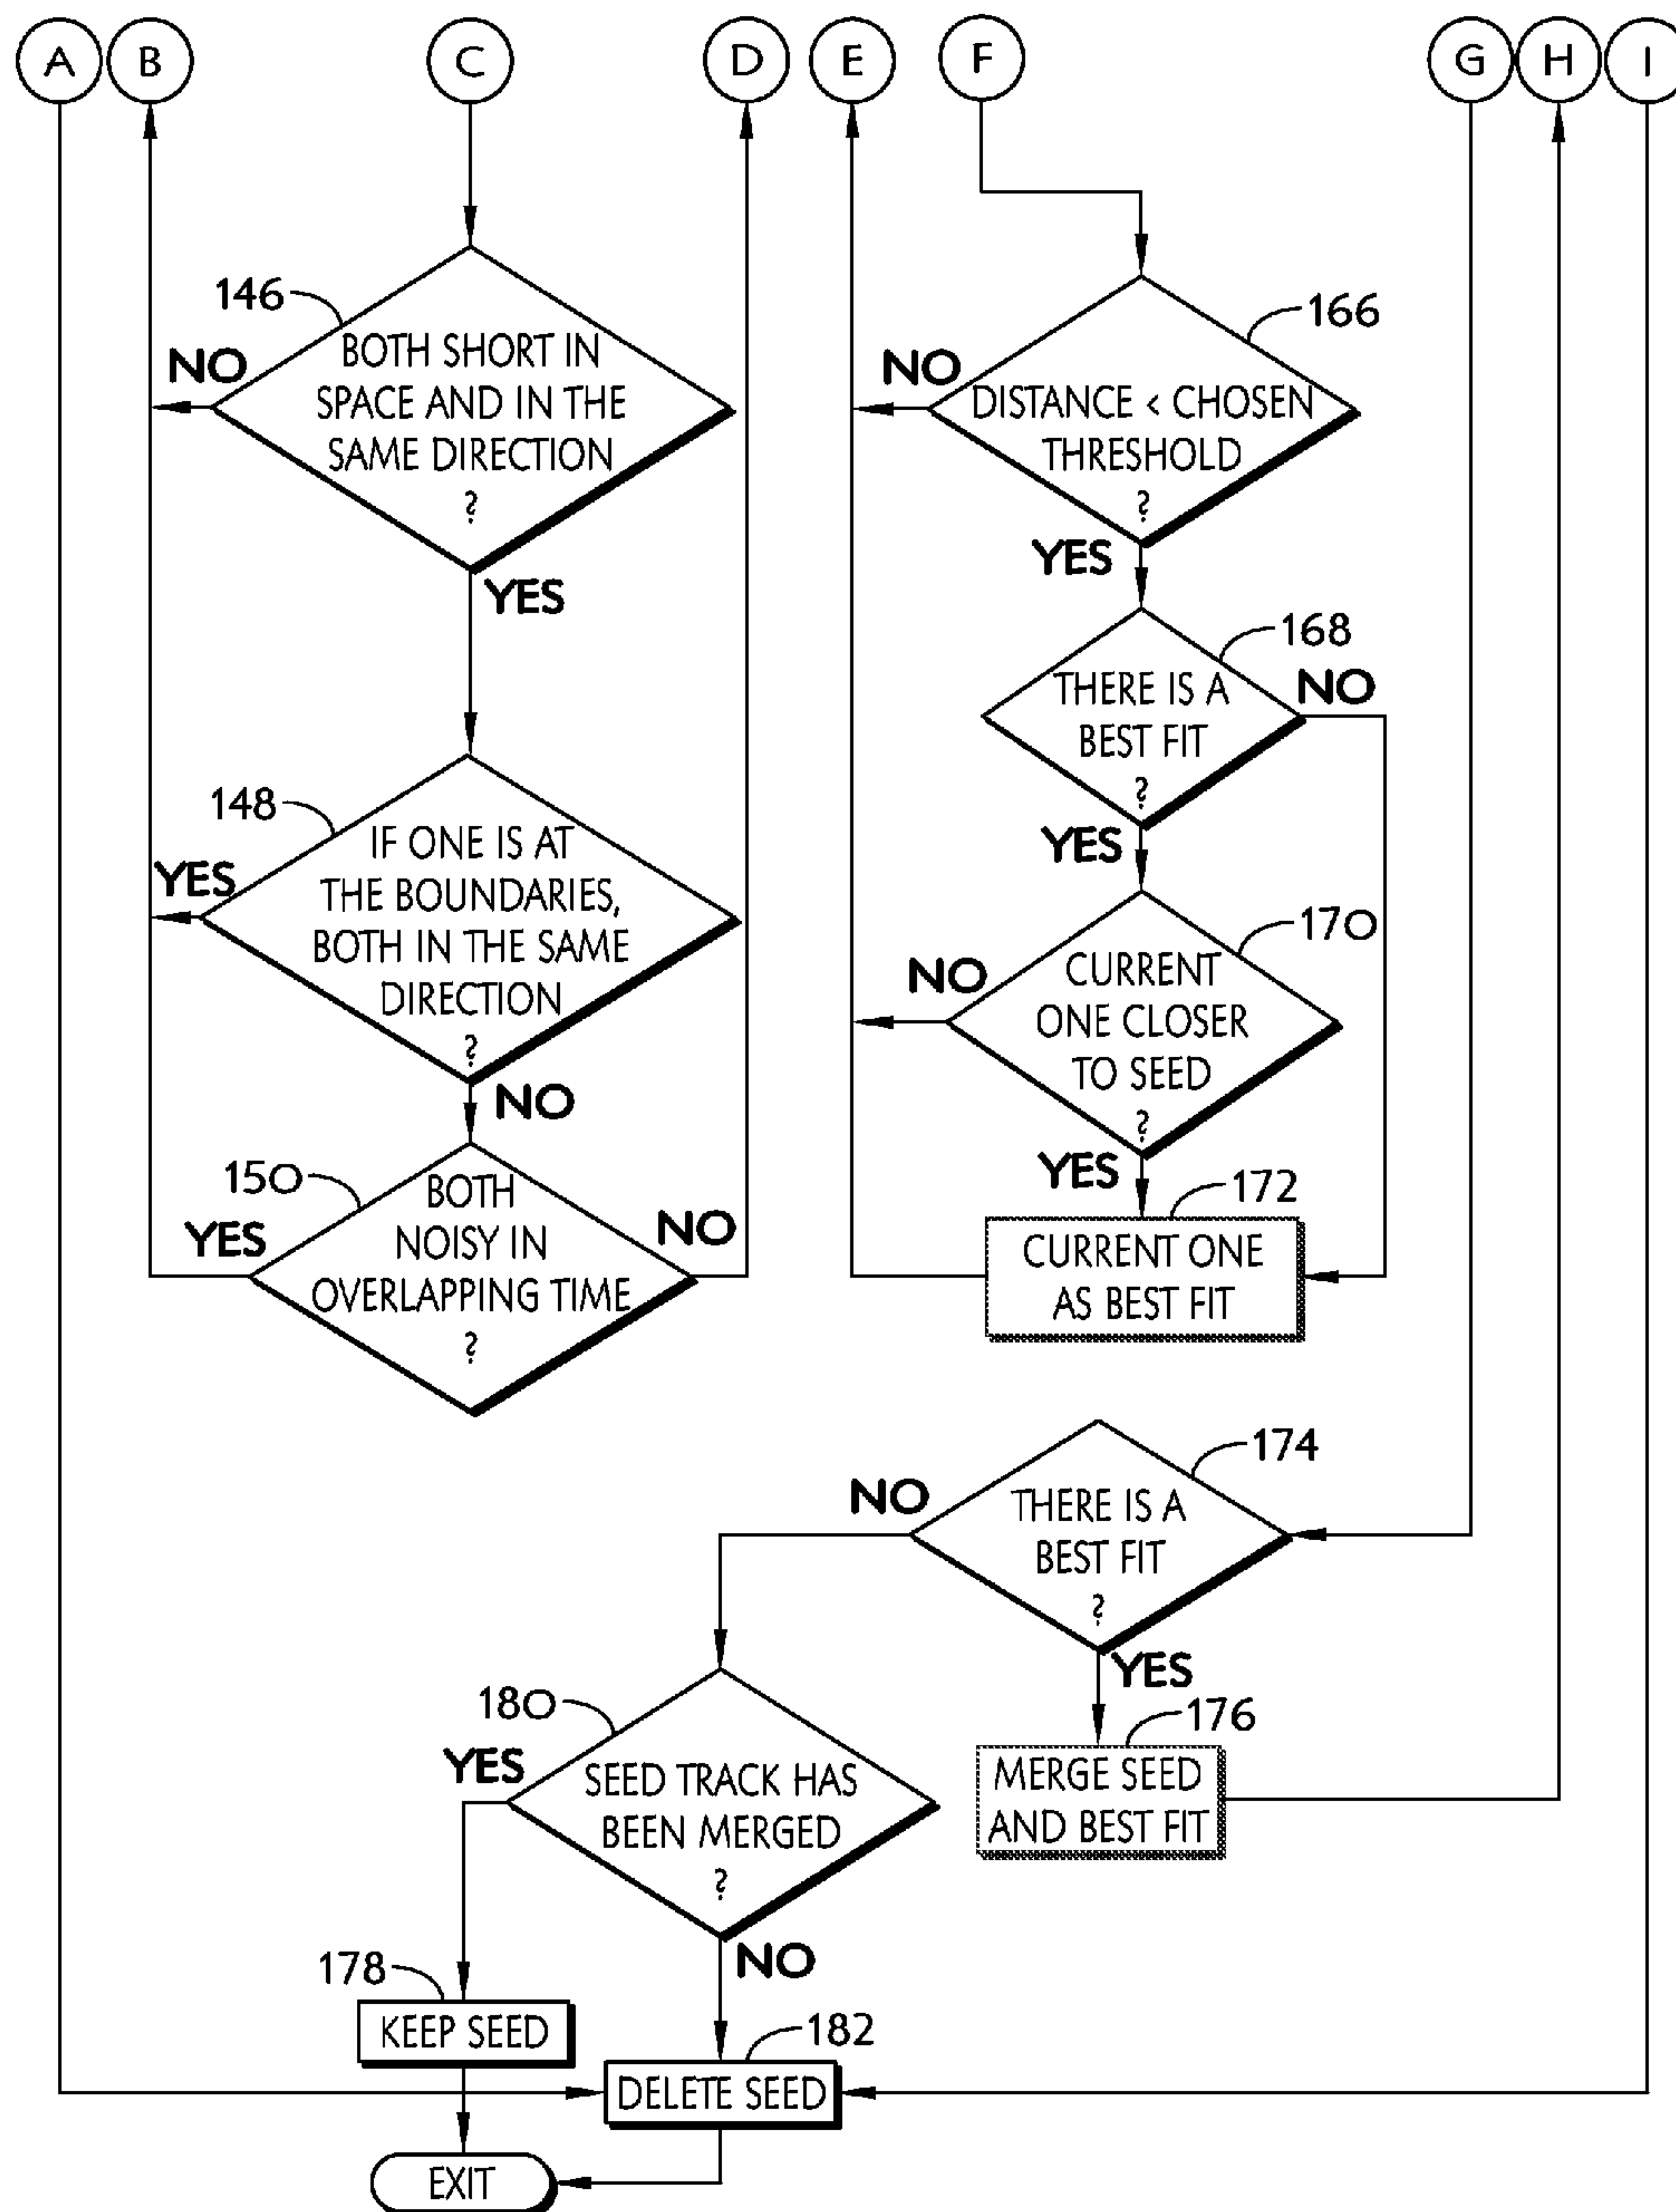 A B C D E F G H I
146
BOTH SHORT IN
SPACE AND IN THE
SAME DIRECTION
?
NO
YES
148
IF ONE IS AT
THE BOUNDARIES,
BOTH IN THE SAME
DIRECTION
?
YES
NO
150
BOTH
NOISY IN
OVERLAPPING TIME
?
YES
NO
166
DISTANCE < CHOSEN
THRESHOLD
?
NO
YES
168
THERE IS A
BEST FIT
?
NO
YES
170
CURRENT
ONE CLOSER
TO SEED
?
NO
YES
172
CURRENT ONE
AS BEST FIT
174
THERE IS A
BEST FIT
?
NO
YES
176
MERGE SEED
AND BEST FIT
180
SEED TRACK HAS
BEEN MERGED
?
YES
NO
178
KEEP SEED
182
DELETE SEED
EXIT